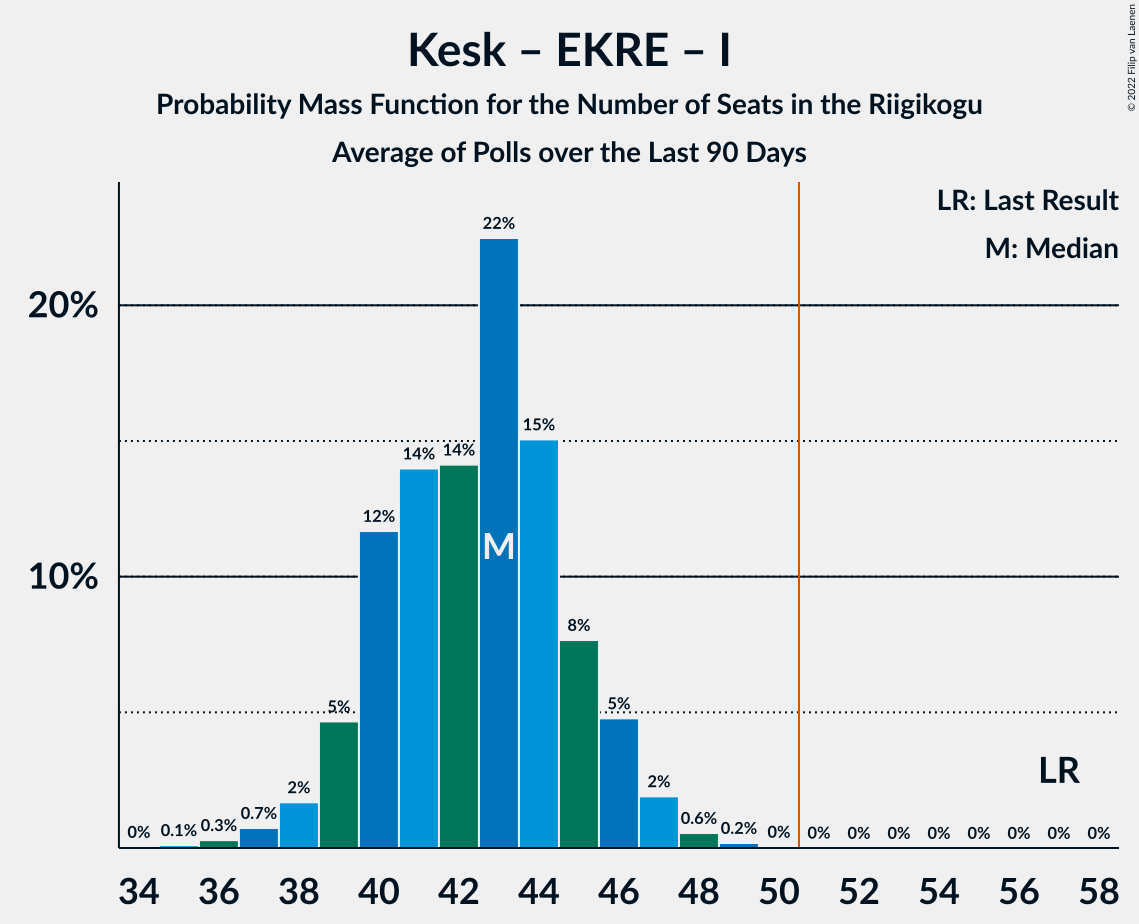 Kesk – EKRE – I
Probability Mass Function for the Number of Seats in the Riigikogu
Average of Polls over the Last 90 Days
© 2022 Filip van Laenen
LR: Last Result
M: Median
20%
10%
0% 0.1% 0.3% 0.7% 2% 5% 12% 14% 14% 22% 15% 8% 5% 2% 0.6% 0.2% 0% 0% 0% 0% 0% 0% 0% 0% 0%
M
LR
34 36 38 40 42 44 46 48 50 52 54 56 58